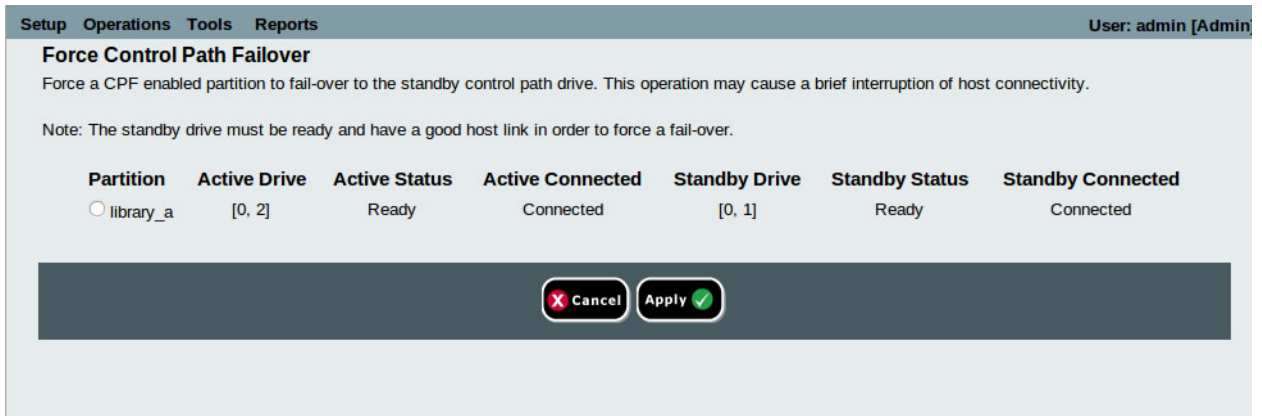 Setup Operations Tools Reports User: admin [Admin]
Force Control Path Failover
Force a CPF enabled partition to fail-over to the standby control path drive. This operation may cause a brief interruption of host connectivity.
Note: The standby drive must be ready and have a good host link in order to force a fail-over.
Partition Active Drive Active Status Active Connected Standby Drive Standby Status Standby Connected
library_a [0, 2] Ready Connected [0, 1] Ready Connected
X Cancel Apply